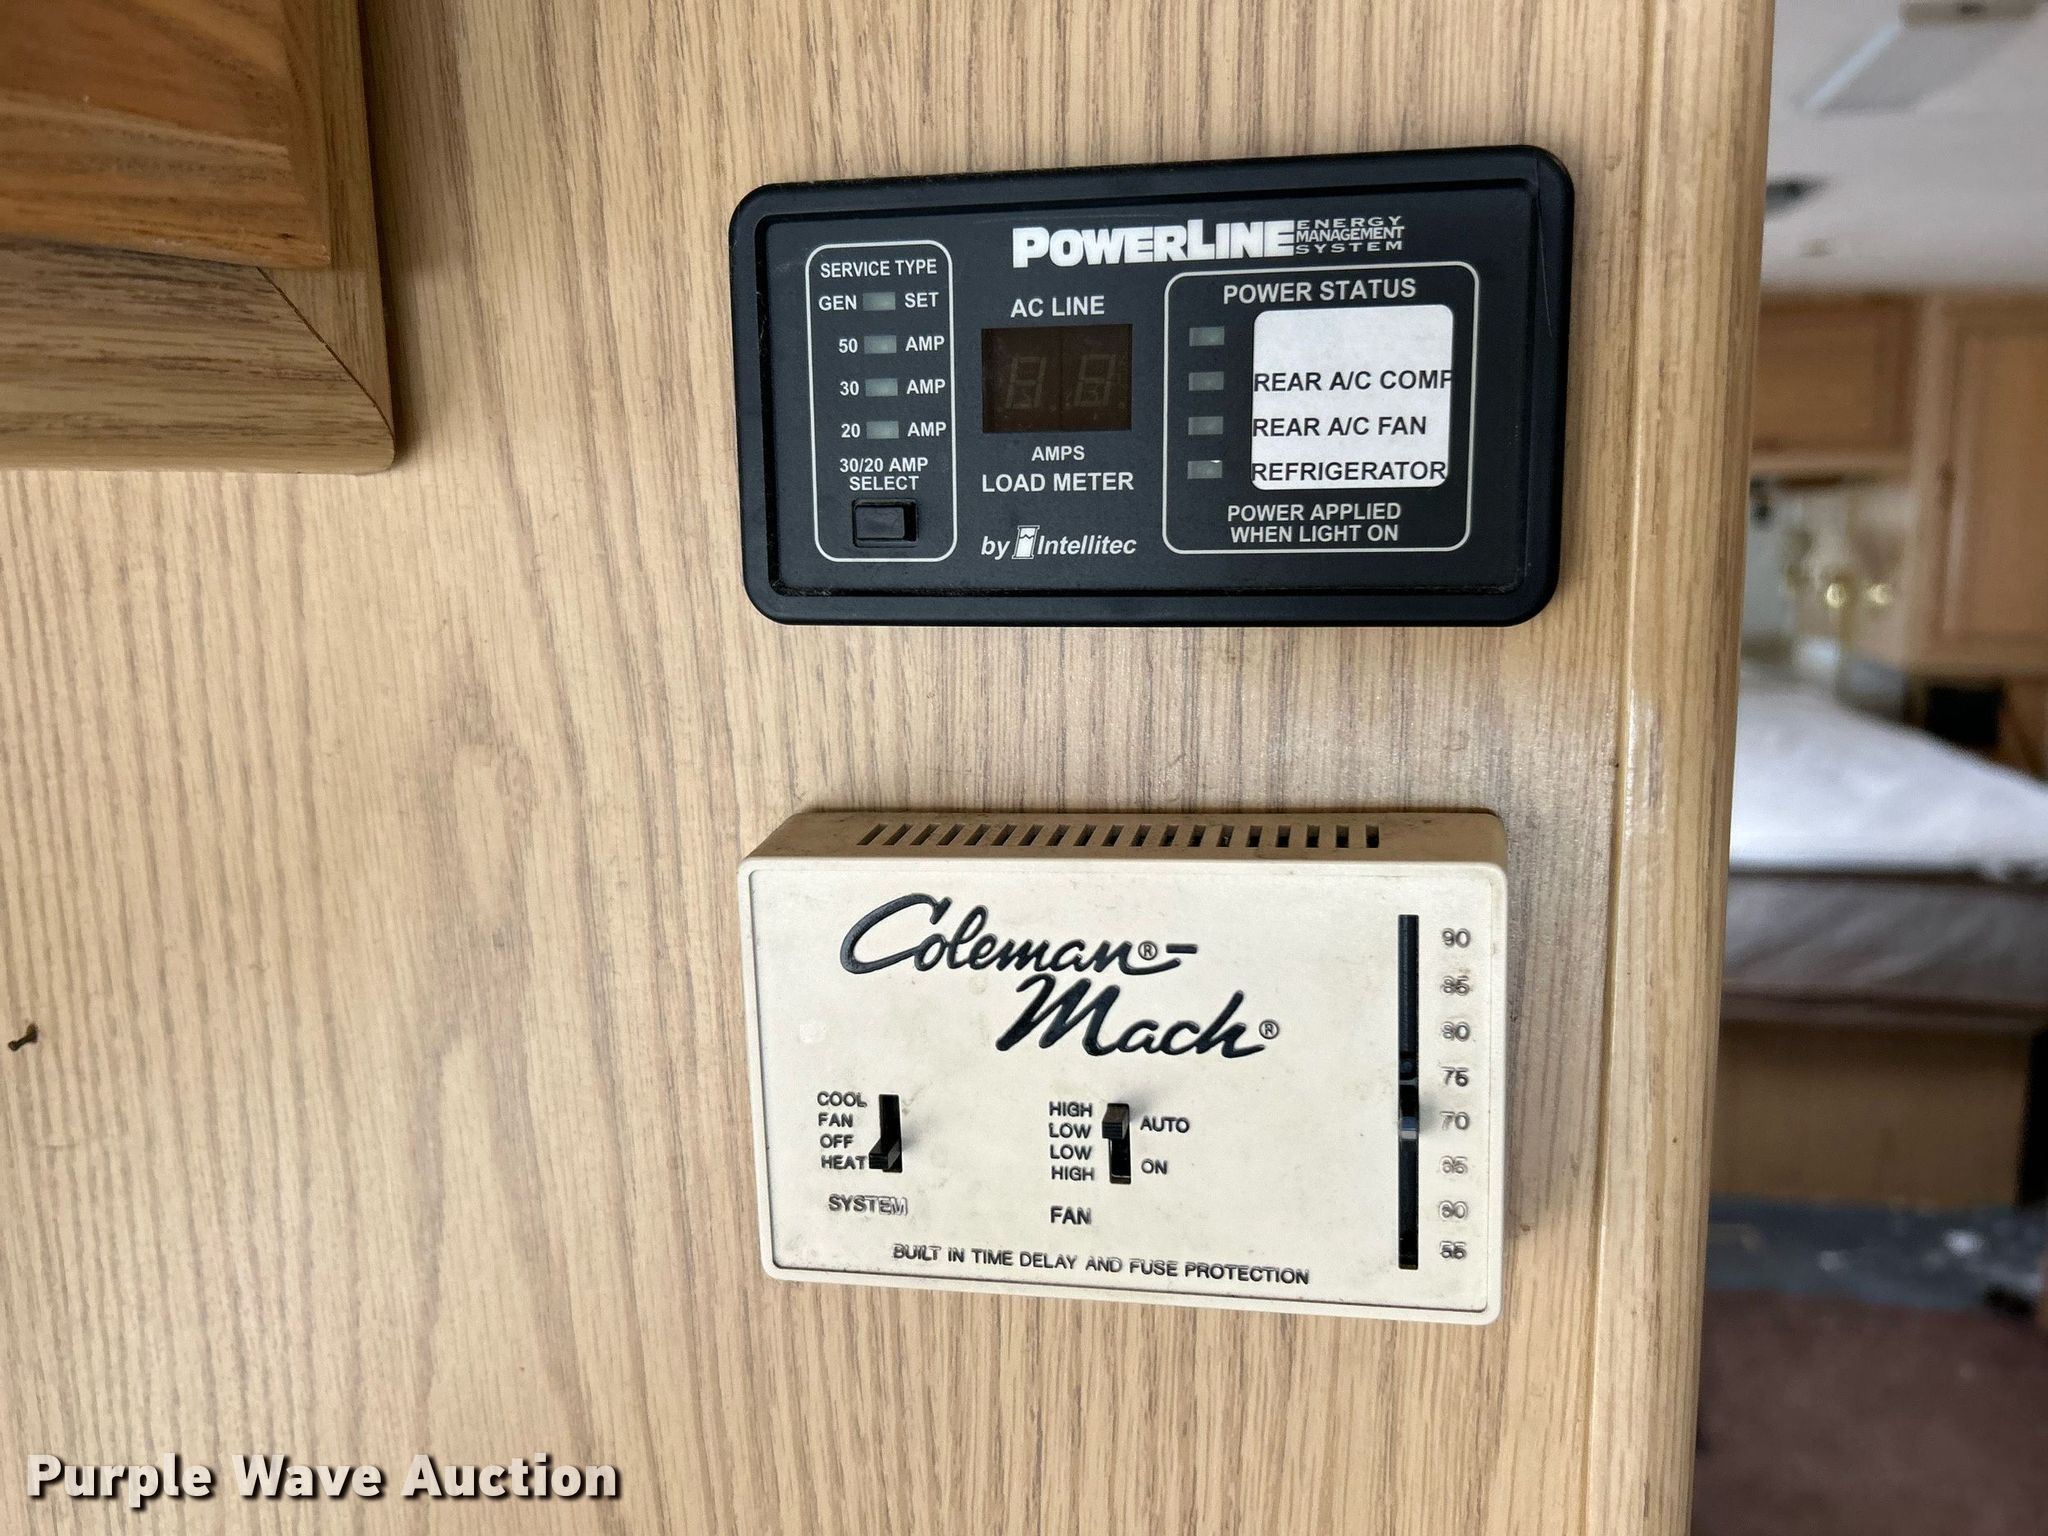 POWERLINE ENERGY
MANAGEMENT
SYSTEM
SERVICE TYPE
GEN SET
50 AMP
30 AMP
20 AMP
30/20 AMP
SELECT
AC LINE
AMPS
LOAD METER
by Intellitec
POWER STATUS
REAR A/C COMP
REAR A/C FAN
REFRIGERATOR
POWER APPLIED
WHEN LIGHT ON
Coleman®-
Mach®
COOL
FAN
OFF
HEAT
SYSTEM
HIGH
LOW AUTO
LOW
HIGH ON
FAN
90
85
80
75
70
65
60
55
BUILT IN TIME DELAY AND FUSE PROTECTION
Purple Wave Auction